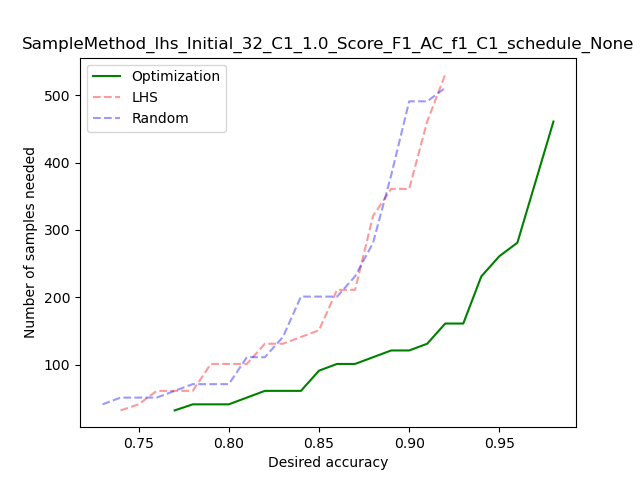 SampleMethod_lhs_Initial_32_C1_1.0_Score_F1_AC_f1_C1_schedule_None
Optimization
LHS
Random
Number of samples needed
500
400
300
200
100
0.75 0.80 0.85 0.90 0.95
Desired accuracy